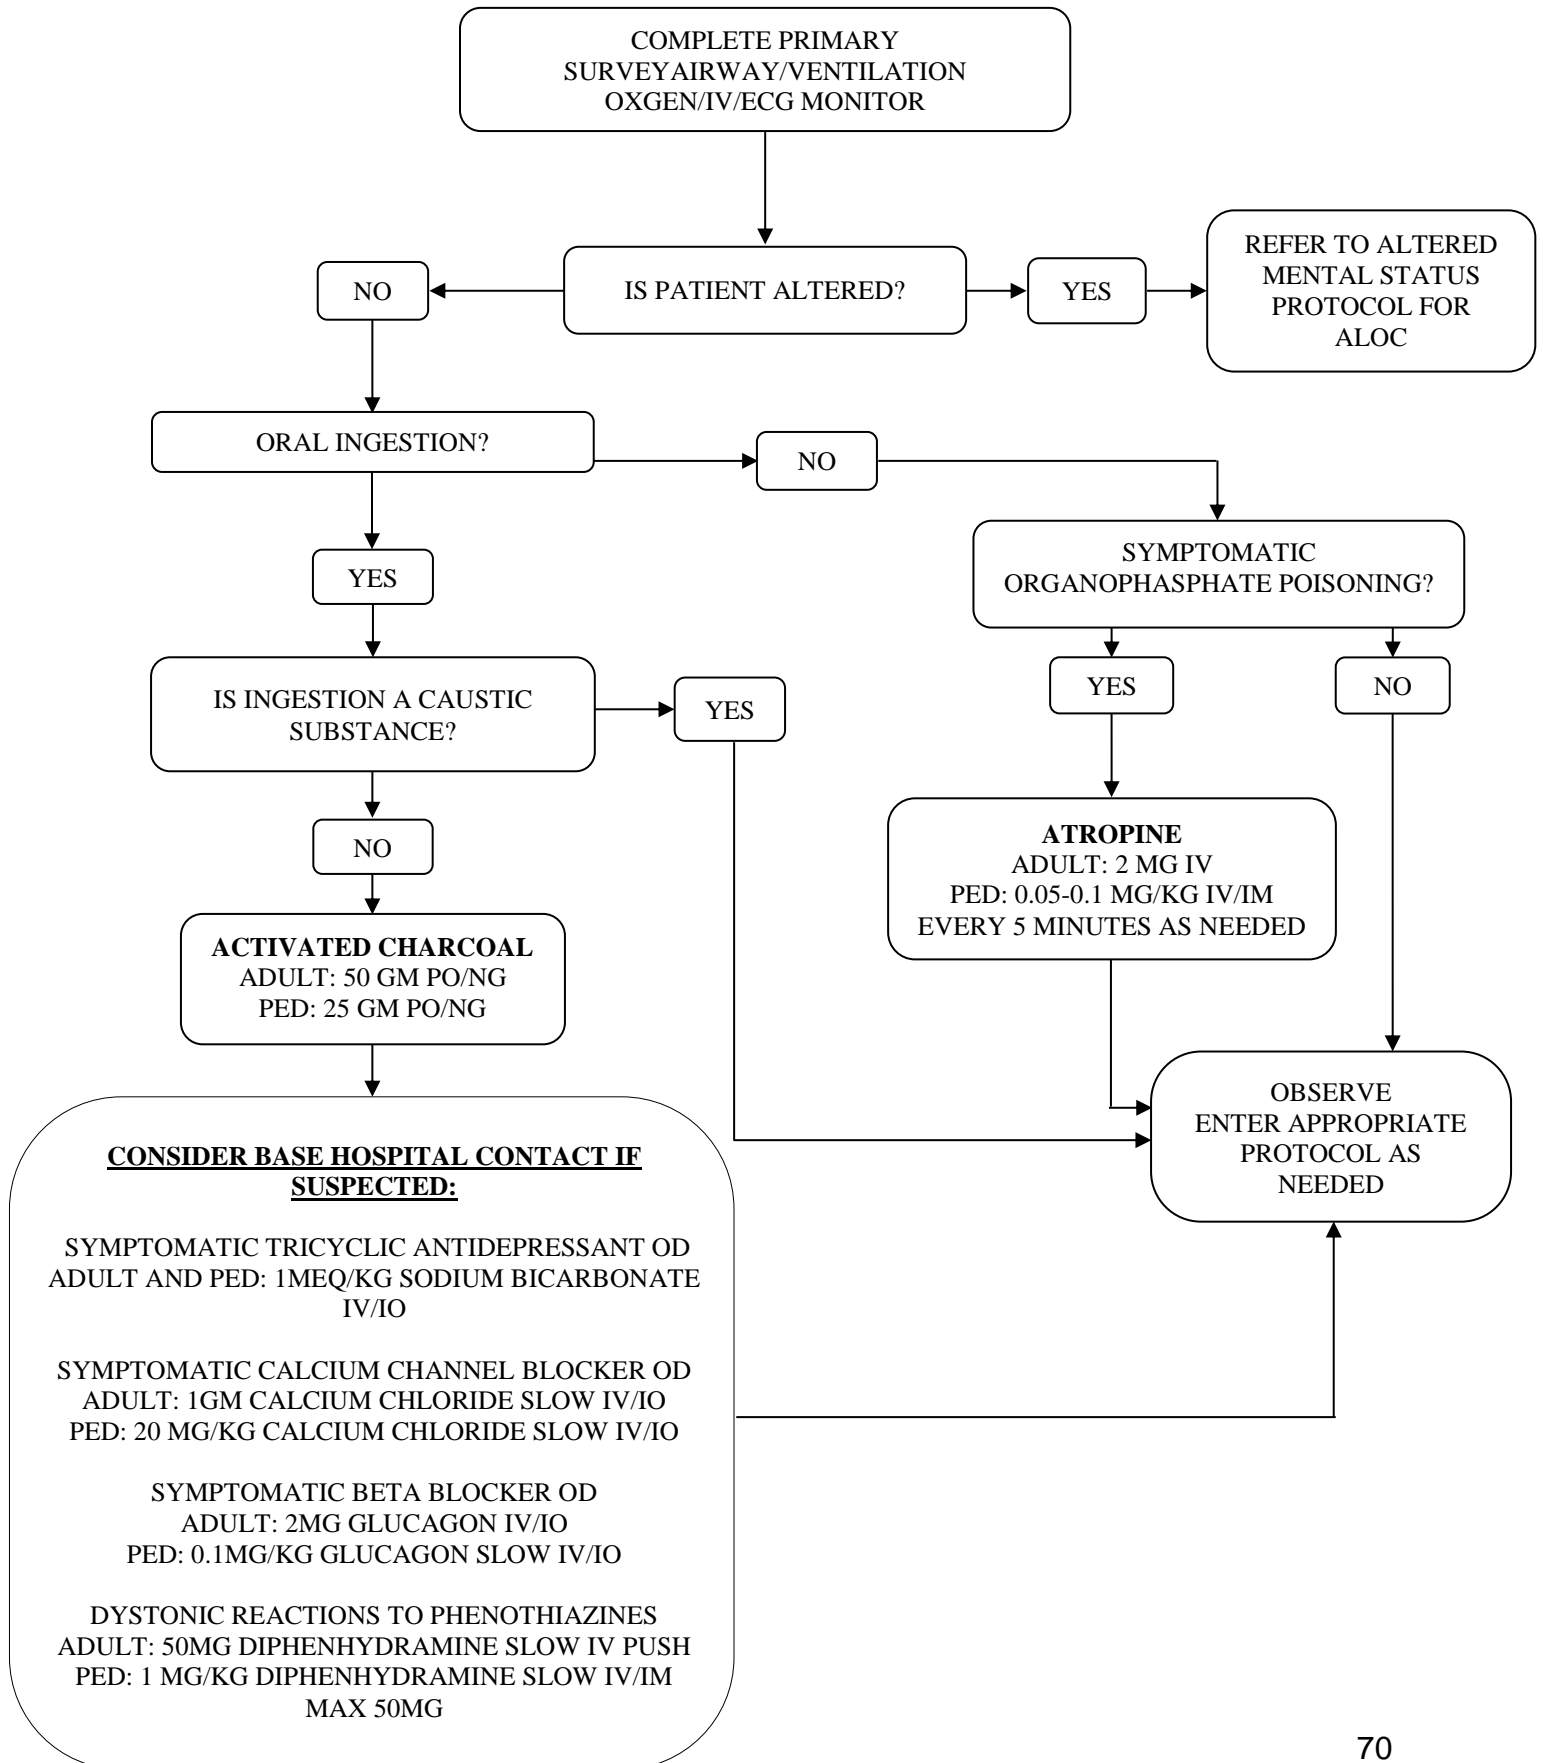 COMPLETE PRIMARY
SURVEYAIRWAY/VENTILATION
OXGEN/IV/ECG MONITOR
NO
IS PATIENT ALTERED?
YES
REFER TO ALTERED
MENTAL STATUS
PROTOCOL FOR
ALOC
ORAL INGESTION?
NO
YES
SYMPTOMATIC
ORGANOPHASPHATE POISONING?
IS INGESTION A CAUSTIC
SUBSTANCE?
YES
YES
NO
NO
ATROPINE
ADULT: 2 MG IV
PED: 0.05-0.1 MG/KG IV/IM
EVERY 5 MINUTES AS NEEDED
ACTIVATED CHARCOAL
ADULT: 50 GM PO/NG
PED: 25 GM PO/NG
OBSERVE
ENTER APPROPRIATE
PROTOCOL AS
NEEDED
CONSIDER BASE HOSPITAL CONTACT IF
SUSPECTED:
SYMPTOMATIC TRICYCLIC ANTIDEPRESSANT OD
ADULT AND PED: 1MEQ/KG SODIUM BICARBONATE
IV/IO
SYMPTOMATIC CALCIUM CHANNEL BLOCKER OD
ADULT: 1GM CALCIUM CHLORIDE SLOW IV/IO
PED: 20 MG/KG CALCIUM CHLORIDE SLOW IV/IO
SYMPTOMATIC BETA BLOCKER OD
ADULT: 2MG GLUCAGON IV/IO
PED: 0.1MG/KG GLUCAGON SLOW IV/IO
DYSTONIC REACTIONS TO PHENOTHIAZINES
ADULT: 50MG DIPHENHYDRAMINE SLOW IV PUSH
PED: 1 MG/KG DIPHENHYDRAMINE SLOW IV/IM
MAX 50MG
70